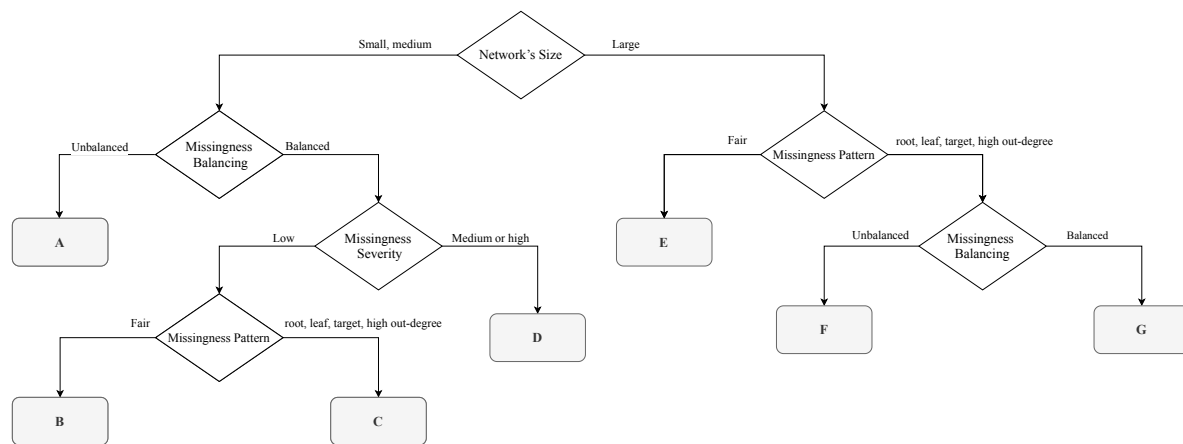 Small, medium
Network's Size
Large
Unbalanced
Missingness
Balancing
Balanced
Fair
Missingness Pattern
root, leaf, target, high out-degree
A
Low
Missingness
Severity
Medium or high
E
Unbalanced
Missingness
Balancing
Balanced
Fair
Missingness Pattern
root, leaf, target, high out-degree
D
F
G
B
C